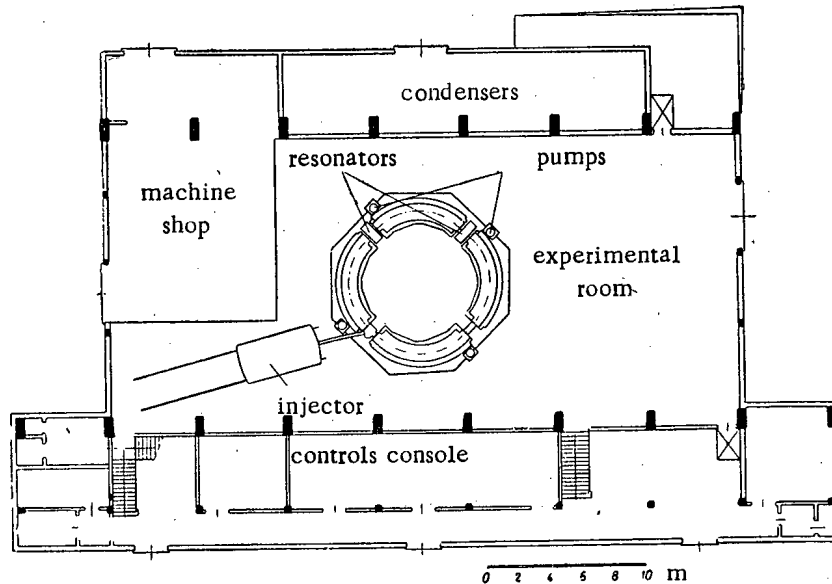 condensers
resonators
pumps
machine
shop
experimental
room
injector
controls console
0 2 4 6 8 10 m